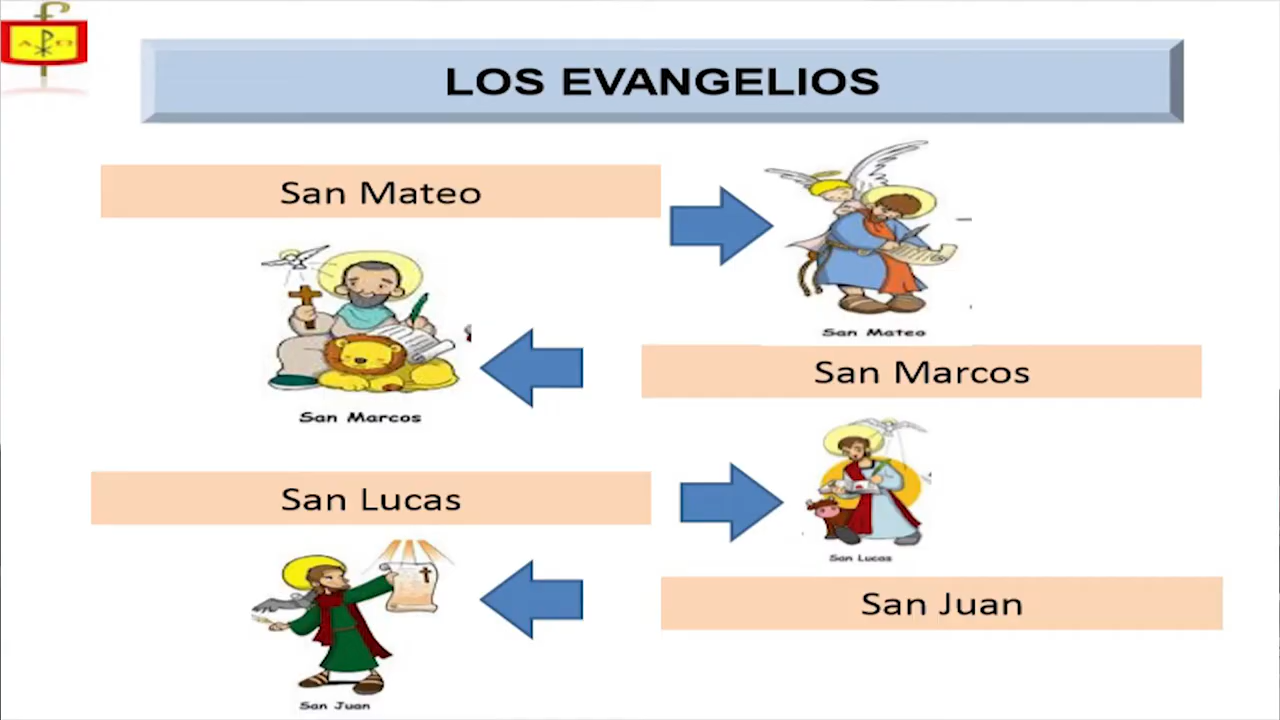 LOS EVANGELIOS
San Mateo
San Mateo
San Marcos
San Marcos
San Lucas
San Lucas
San Juan
San Juan